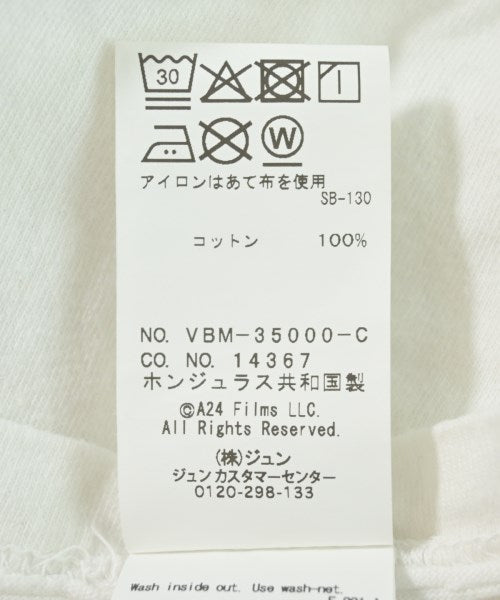 30
W
アイロンはあて布を使用
SB-130
コットン 100%
NO. VBM-35000-C
CO. NO. 14367
ホンジュラス共和国製
©A24 Films LLC.
All Rights Reserved.
(株)ジュン
ジュン カスタマーセンター
0120-298-133
Wash inside out. Use wash-net.